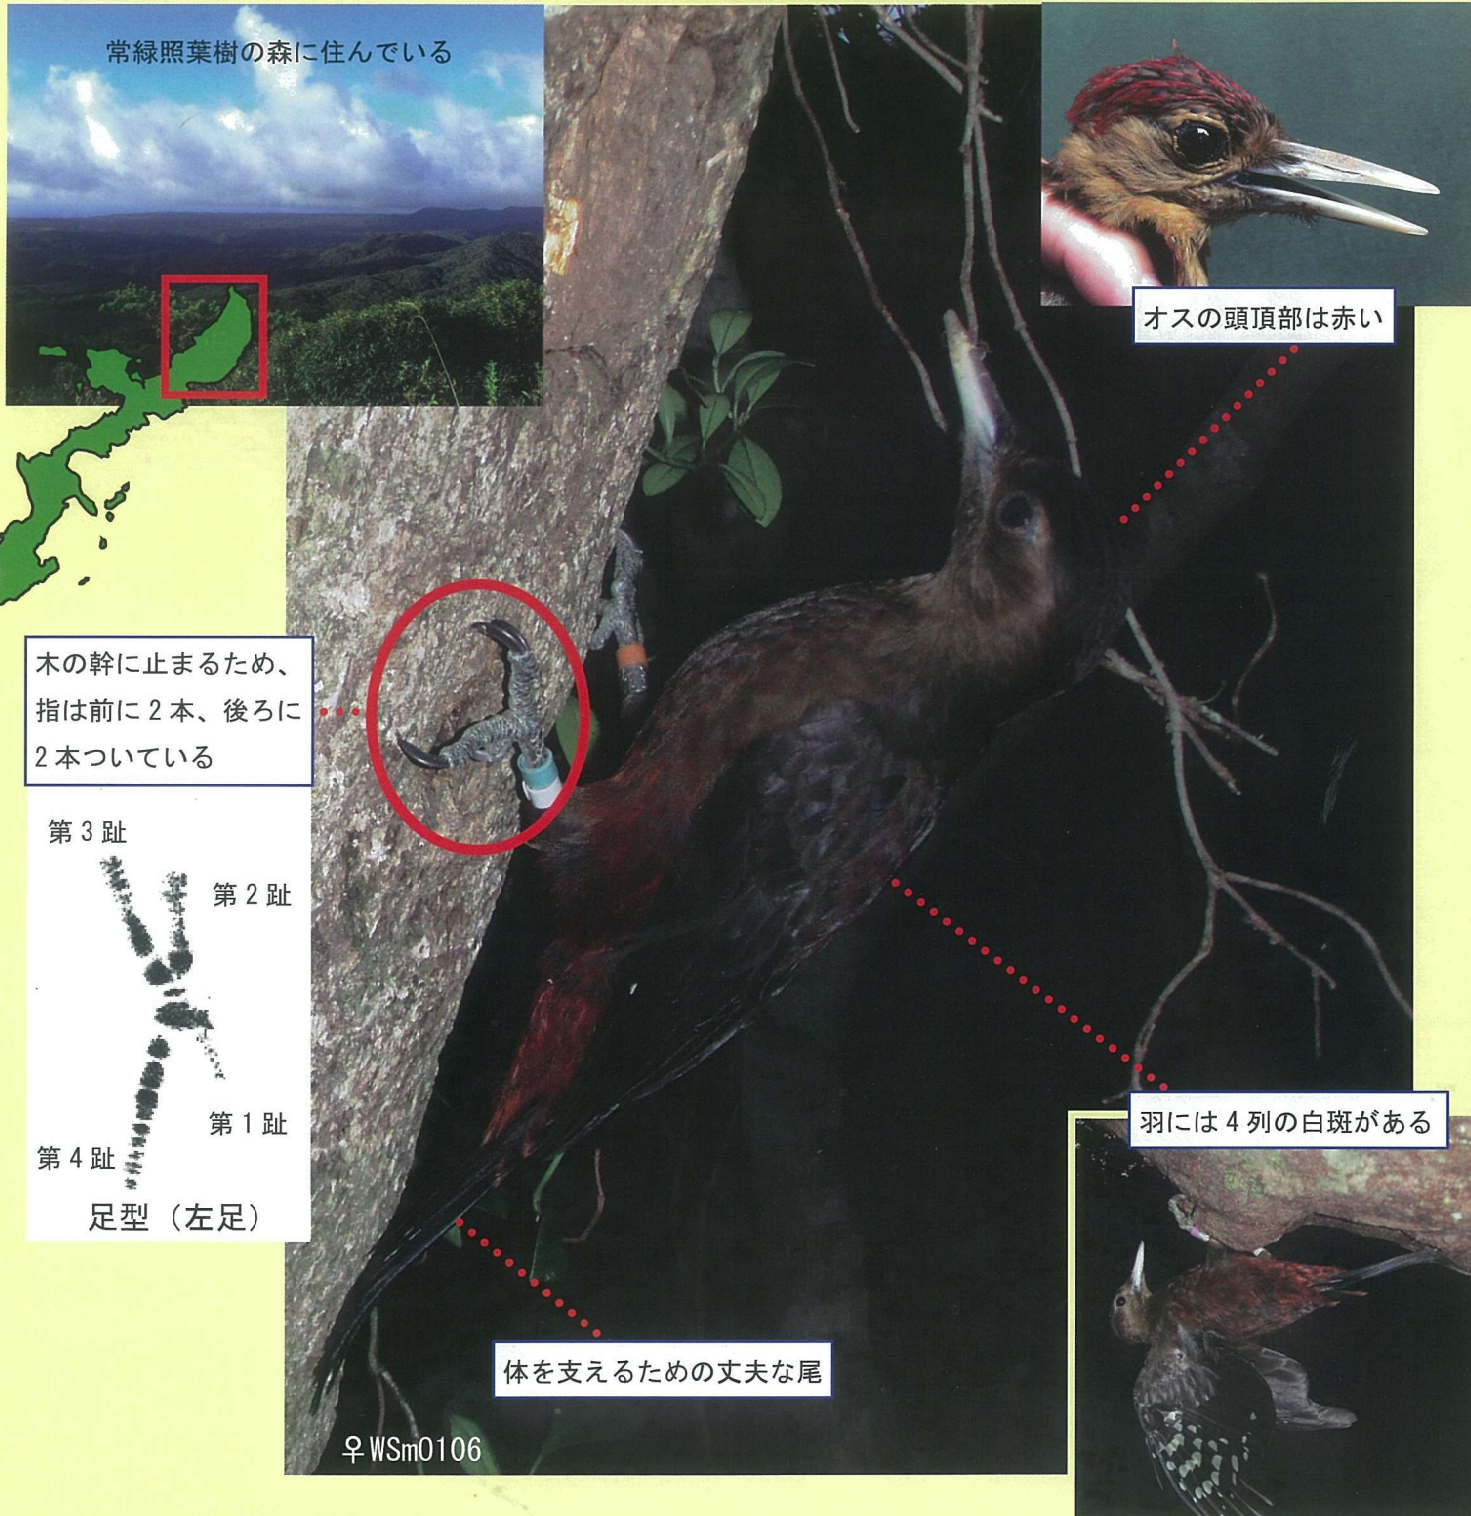 常緑照葉樹の森に住んでいる
オスの頭頂部は赤い
木の幹に止まるため、
指は前に2本、後ろに
2本ついている
第3趾
第2趾
第1趾
第4趾
足型(左足)
羽には4列の白斑がある
体を支えるための丈夫な尾
♀WSm0106